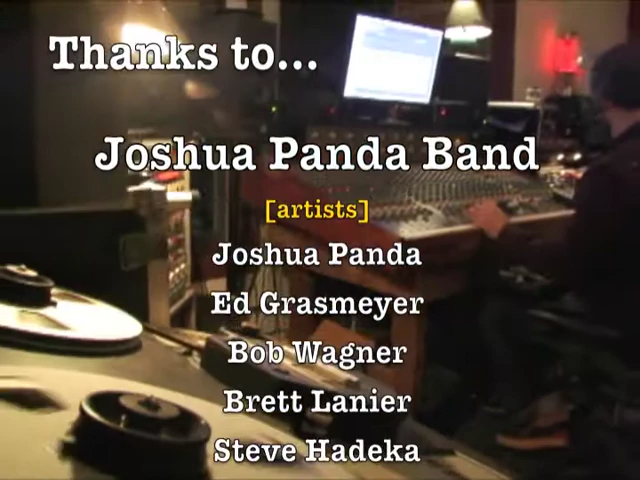 Thanks to...
Joshua Panda Band
[artists]
Joshua Panda
Ed Grasmeyer
Bob Wagner
Brett Lanier
Steve Hadeka